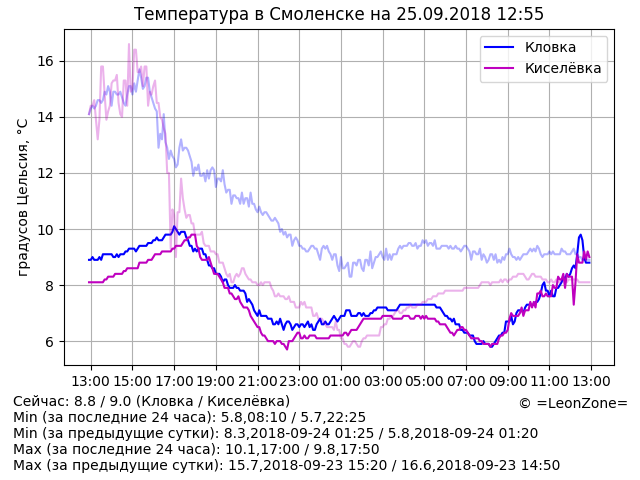 Температура в Смоленске на 25.09.2018 12:55
градусов Цельсия, °C
16
14
12
10
8
6
Кловка
Киселёвка
13:00 15:00 17:00 19:00 21:00 23:00 01:00 03:00 05:00 07:00 09:00 11:00 13:00
Сейчас: 8.8 / 9.0 (Кловка / Киселёвка)
© =LeonZone=
Min (за последние 24 часа): 5.8,08:10 / 5.7,22:25
Min (за предыдущие сутки): 8.3,2018-09-24 01:25 / 5.8,2018-09-24 01:20
Max (за последние 24 часа): 10.1,17:00 / 9.8,17:50
Max (за предыдущие сутки): 15.7,2018-09-23 15:20 / 16.6,2018-09-23 14:50